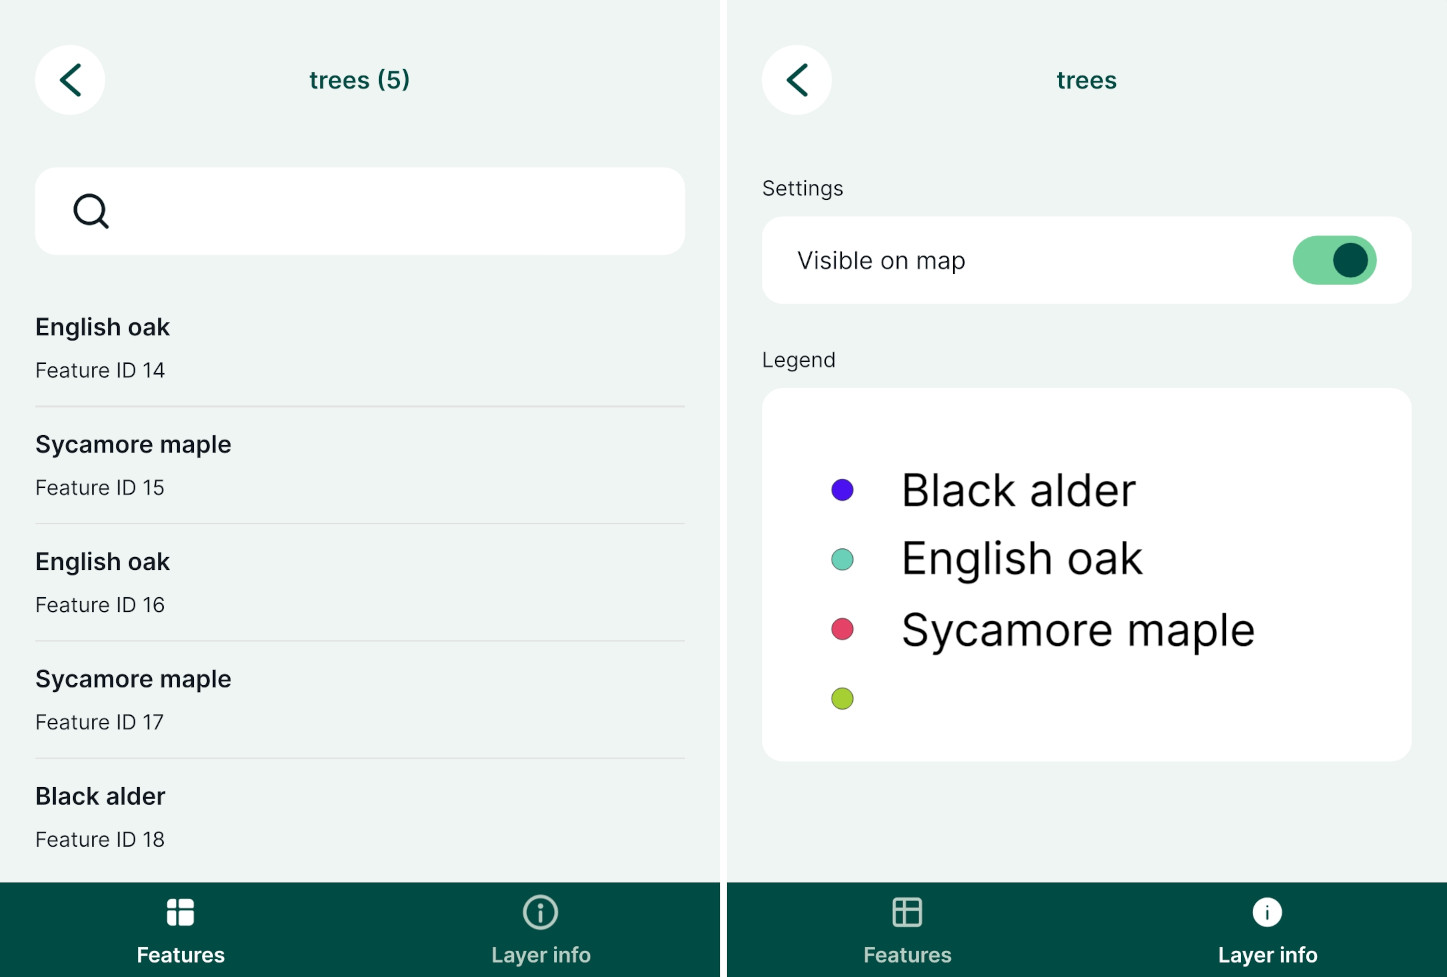 trees (5)
English oak
Feature ID 14
Sycamore maple
Feature ID 15
English oak
Feature ID 16
Sycamore maple
Feature ID 17
Black alder
Feature ID 18
Features
Layer info
trees
Settings
Visible on map
Legend
Black alder
English oak
Sycamore maple
Features
Layer info